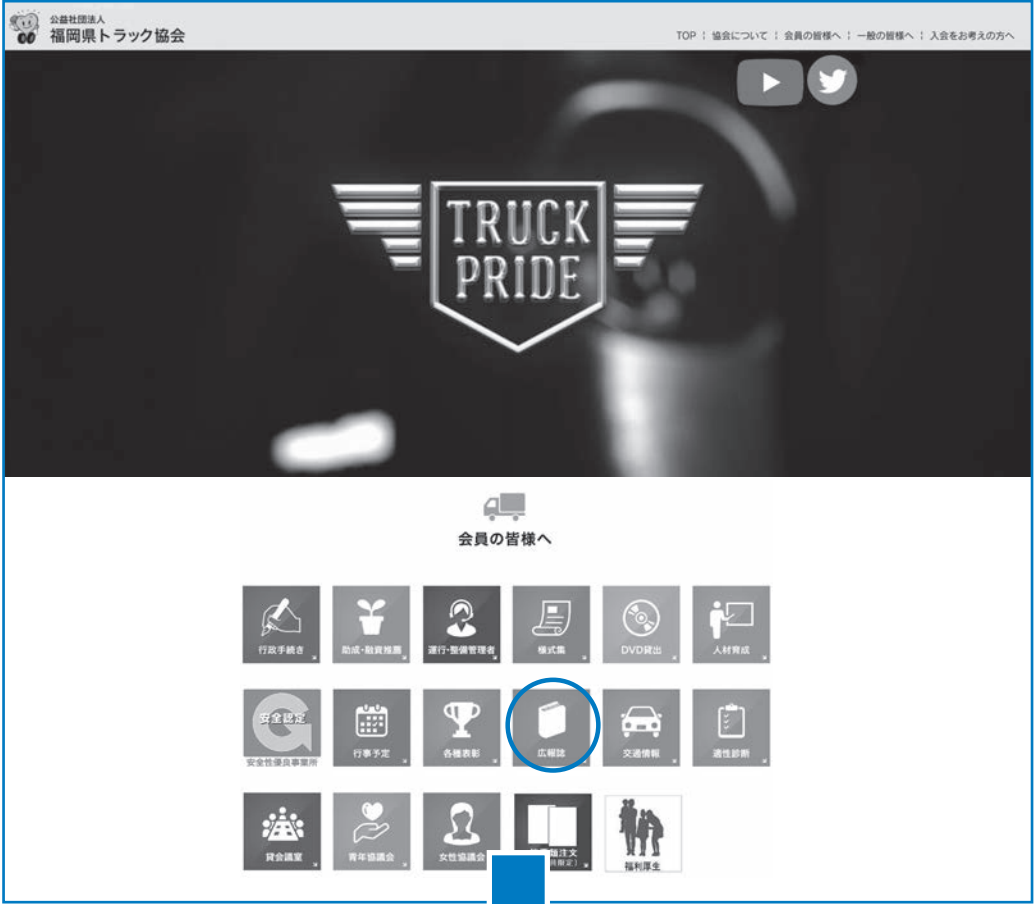 公益社団法人
福岡県トラック協会
TOP ¦ 協会について ¦ 会員の皆様へ ¦ 一般の皆様へ ¦ 入会をお考えの方へ
TRUCK
PRIDE
会員の皆様へ
行政手続き
助成・融資推薦
運行・整備管理者
様式集
DVD貸出
人材育成
安全認定
安全性優良事業所
行事予定
各種表彰
広報誌
交通情報
適性診断
貸会議室
青年協議会
女性協議会
類注文
限定)
福利厚生